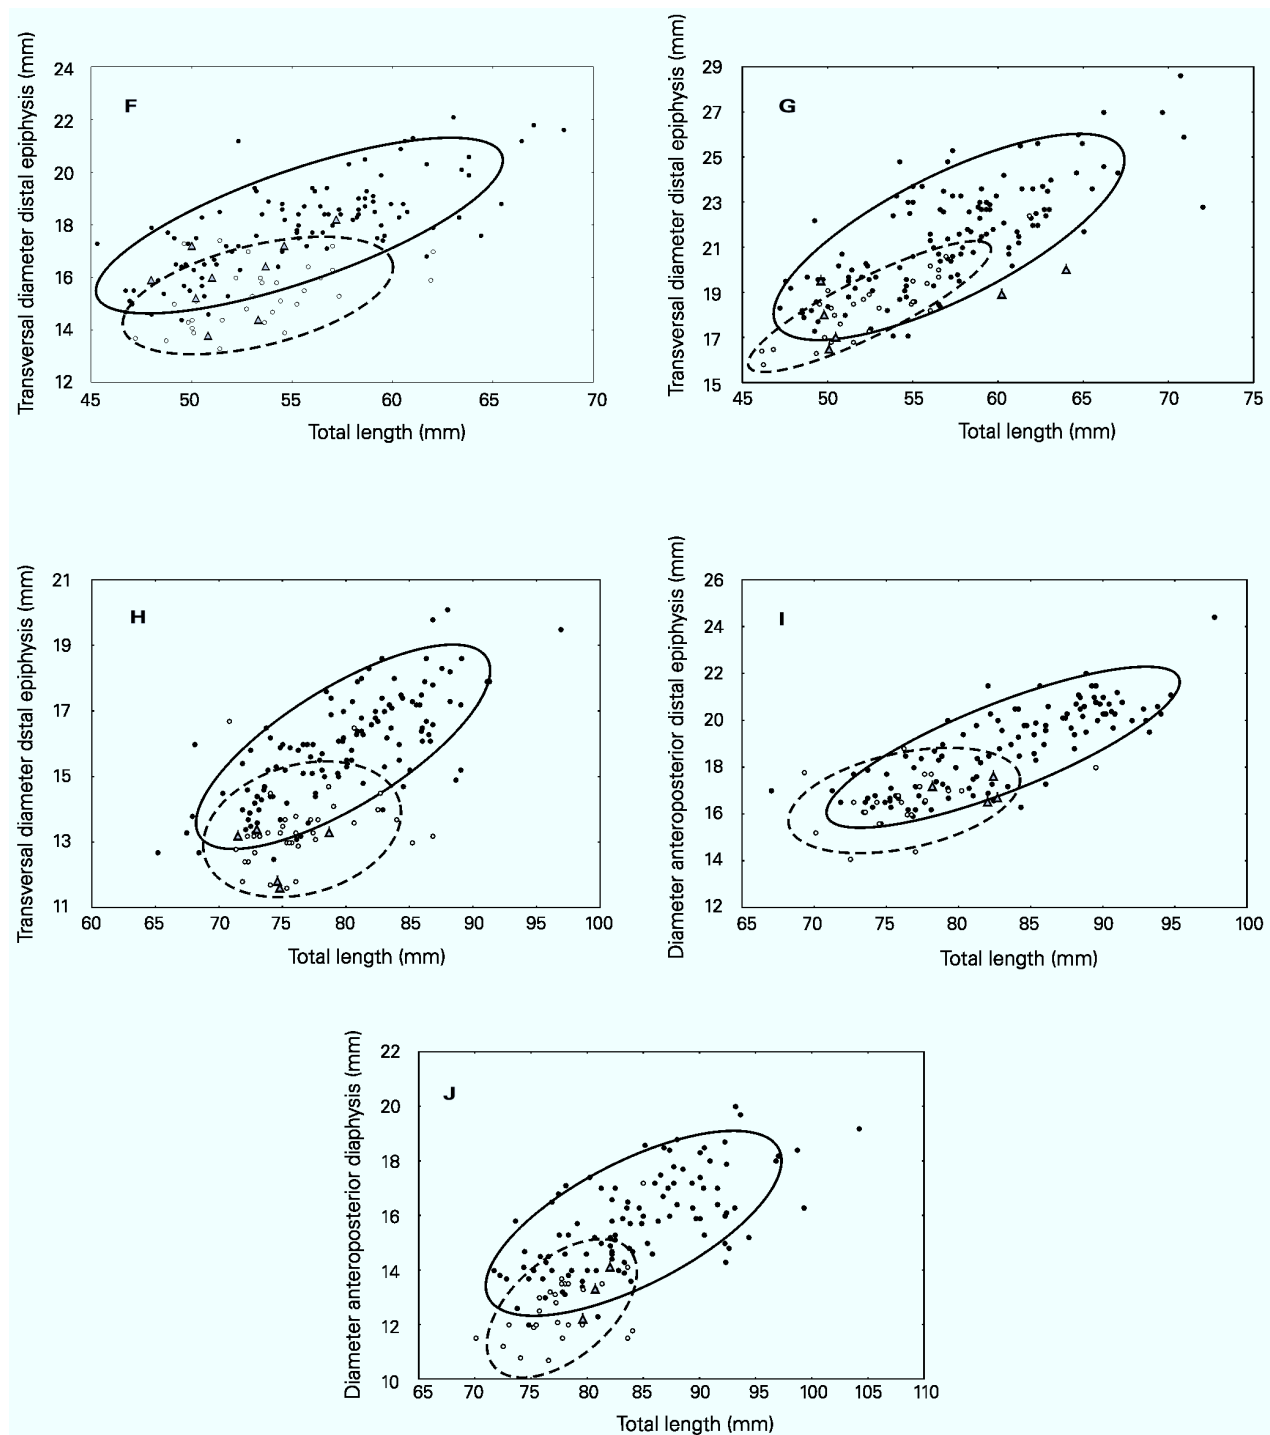 Transversal diameter distal epiphysis (mm)
24
22
20
18
16
14
12
F
45 50 55 60 65 70
Total length (mm)
Transversal diameter distal epiphysis (mm)
29
27
25
23
21
19
17
15
G
45 50 55 60 65 70 75
Total length (mm)
Transversal diameter dstal epiphysis (mm)
21
19
17
15
13
11
H
60 65 70 75 80 85 90 95 100
Total length (mm)
Diameter anteroposterior distal epiphysis (mm)
26
24
22
20
18
16
14
12
I
65 70 75 80 85 90 95 100
Total length (mm)
Diameter anteroposterior diaphysis (mm)
22
20
18
16
14
12
10
J
65 70 75 80 85 90 95 100 105 110
Total length (mm)